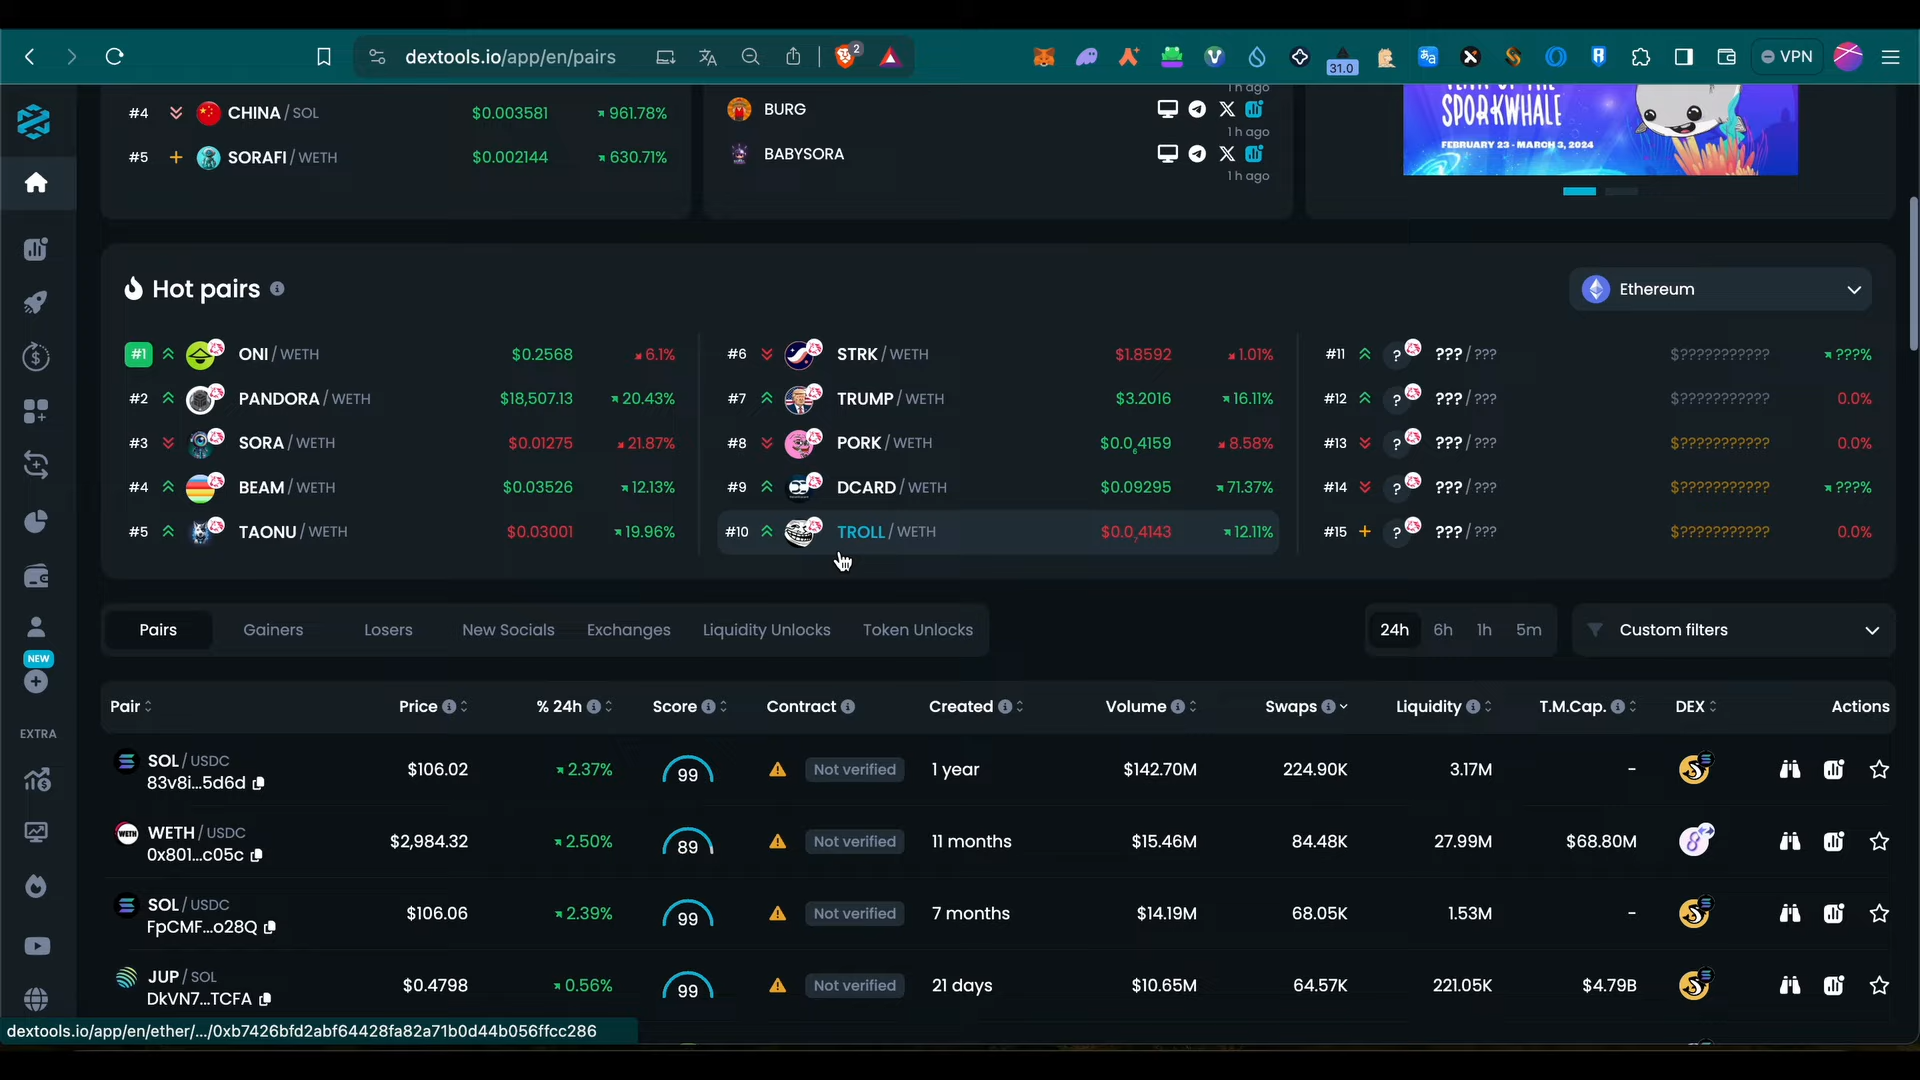 dextools.io/app/en/pairs
2
31.0
VPN
#4 CHINA / SOL $0.003581 961.78%
#5 SORAFI / WETH $0.002144 630.71%
1 h ago
BURG
1 h ago
BABYSORA
1 h ago
SPORKWHALE
FEBRUARY 23 - MARCH 3, 2024
Hot pairs
Ethereum
#1 ONI / WETH $0.2568 6.1%
#2 PANDORA / WETH $18,507.13 20.43%
#3 SORA / WETH $0.01275 21.87%
#4 BEAM / WETH $0.03526 12.13%
#5 TAONU / WETH $0.03001 19.96%
#6 STRK / WETH $1.8592 1.01%
#7 TRUMP / WETH $3.2016 16.11%
#8 PORK / WETH $0.0₆4159 8.58%
#9 DCARD / WETH $0.09295 71.37%
#10 TROLL / WETH $0.0₇4143 12.11%
#11 ? ??? / ??? $??????????? ???%
#12 ? ??? / ??? $??????????? 0.0%
#13 ? ??? / ??? $??????????? 0.0%
#14 ? ??? / ??? $??????????? ???%
#15 ? ??? / ??? $??????????? 0.0%
Pairs Gainers Losers New Socials Exchanges Liquidity Unlocks Token Unlocks
24h 6h 1h 5m
Custom filters
NEW
EXTRA
Pair Price % 24h Score Contract Created Volume Swaps Liquidity T.M.Cap. DEX Actions
SOL / USDC
83v8i...5d6d
$106.02 2.37% 99 Not verified 1 year $142.70M 224.90K 3.17M -
WETH
WETH / USDC
0x801...c05c
$2,984.32 2.50% 89 Not verified 11 months $15.46M 84.48K 27.99M $68.80M
SOL / USDC
FpCMF...o28Q
$106.06 2.39% 99 Not verified 7 months $14.19M 68.05K 1.53M -
JUP / SOL
DkVN7...TCFA
$0.4798 0.56% 99 Not verified 21 days $10.65M 64.57K 221.05K $4.79B
dextools.io/app/en/ether/.../0xb7426bfd2abf64428fa82a71b0d44b056ffcc286